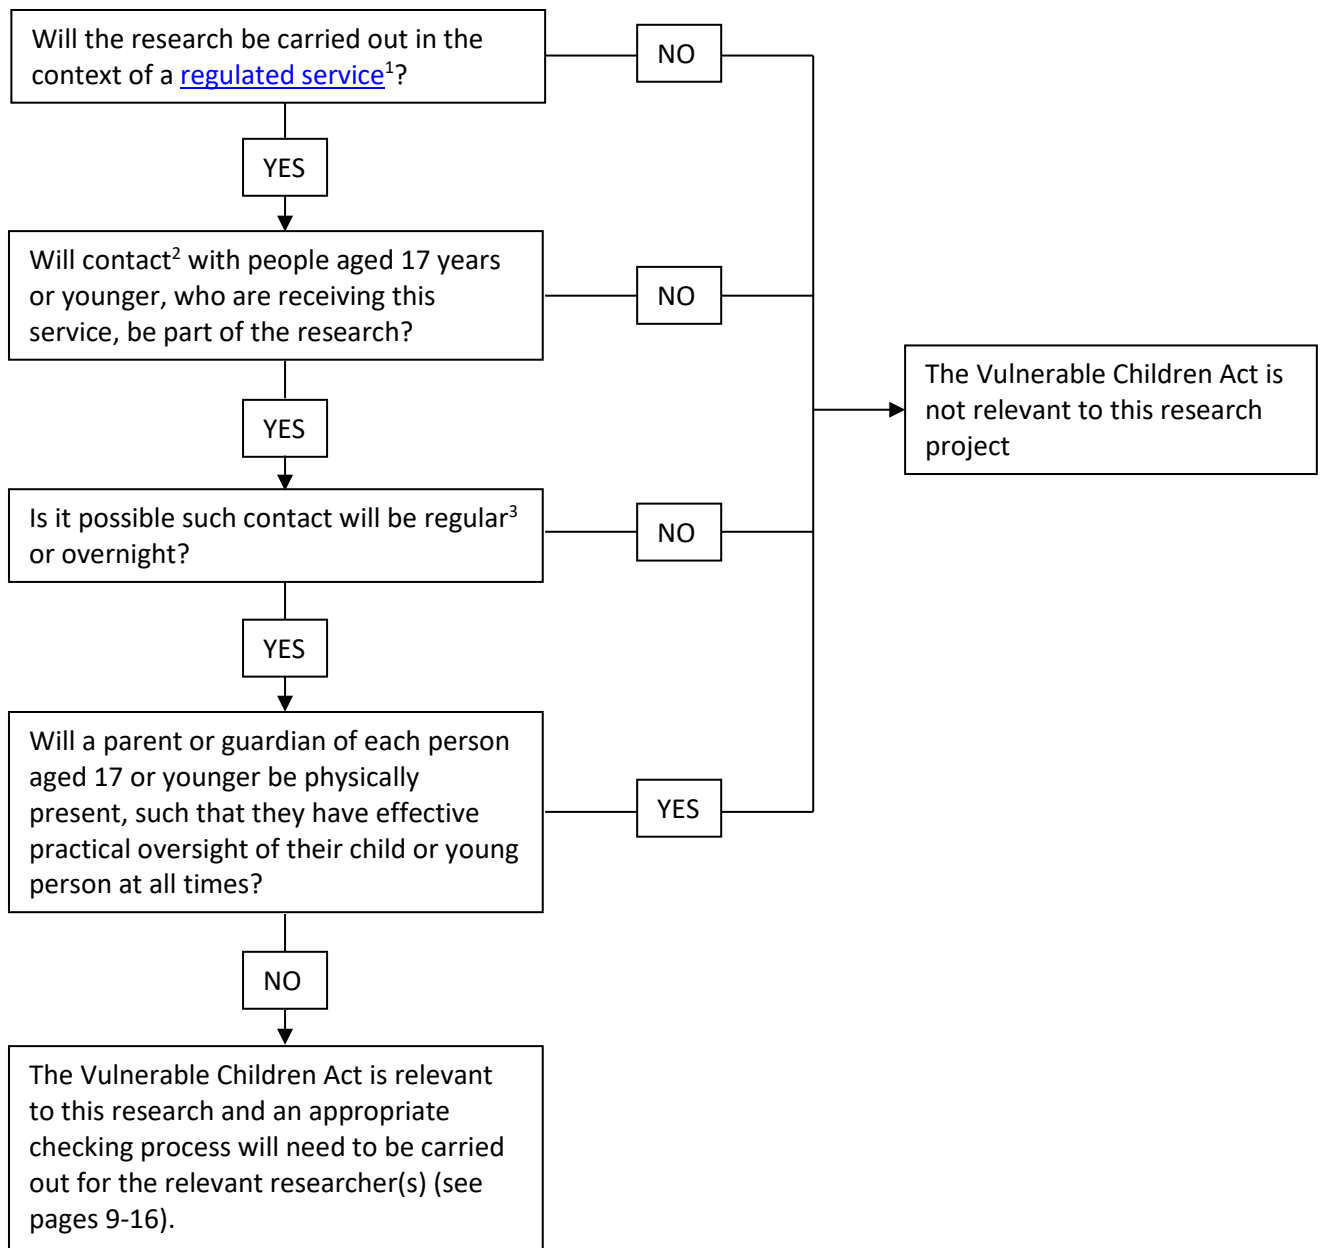 Will the research be carried out in the
context of a regulated service¹?
NO
YES
Will contact² with people aged 17 years
or younger, who are receiving this
service, be part of the research?
NO
The Vulnerable Children Act is
not relevant to this research
project
YES
Is it possible such contact will be regular³
or overnight?
NO
YES
Will a parent or guardian of each person
aged 17 or younger be physically
present, such that they have effective
practical oversight of their child or young
person at all times?
YES
NO
The Vulnerable Children Act is relevant
to this research and an appropriate
checking process will need to be carried
out for the relevant researcher(s) (see
pages 9-16).